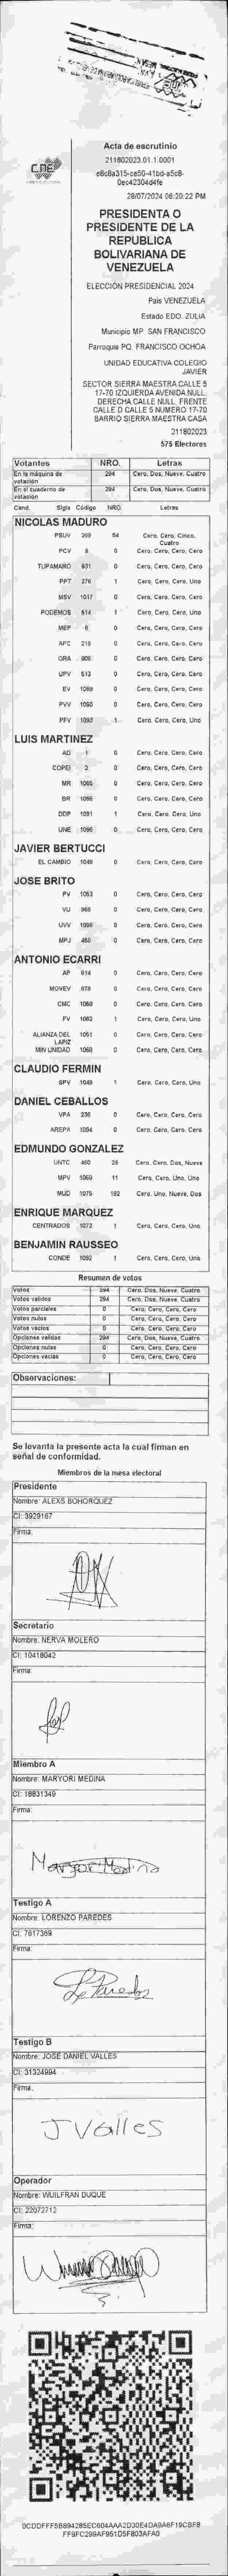 CNE
Acta de escrutinio
211802023.01.1.0001
28/07/2024 06:20:22 PM
PRESIDENTA O
PRESIDENTE DE LA
REPUBLICA
BOLIVARIANA DE
VENEZUELA
ELECCIÓN PRESIDENCIAL 2024
Pais VENEZUELA
Estado EDO. ZULIA
Municipio MP. SAN FRANCISCO
Parroquia PQ. FRANCISCO OCHOA
UNIDAD EDUCATIVA COLEGIO
JAVIER
SECTOR SIERRA MAESTRA CALLE 5
17-70 IZQUIERDA AVENIDA NULL.
DERECHA CALLE NULL. FRENTE
CALLE D CALLE 5 NUMERO 17-70
BARRIO SIERRA MAESTRA CASA
211802023
575 Electores
Votantes NRO. Letras
En la máquina de votación 294 Cero, Dos, Nueve, Cuatro
En el cuaderno de votación 294 Cero, Dos, Nueve, Cuatro
Cand. Sigla Código NRO. Letras
NICOLAS MADURO
PSUV 269 54 Cero, Cero, Cinco, Cuatro
PCV 0 Cero, Cero, Cero, Cero
TUPAMARO 931 0 Cero, Cero, Cero, Cero
PPT 276 1 Cero, Cero, Cero, Uno
MSV 1017 0 Cero, Cero, Cero, Cero
PODEMOS 514 1 Cero, Cero, Cero, Uno
MEP 6 0 Cero, Cero, Cero, Cero
APC 219 0 Cero, Cero, Cero, Cero
ORA 906 0 Cero, Cero, Cero, Cero
UPV 513 0 Cero, Cero, Cero, Cero
EV 1089 0 Cero, Cero, Cero, Cero
PVV 1090 0 Cero, Cero, Cero, Cero
PFV 1093 1 Cero, Cero, Cero, Uno
LUIS MARTINEZ
AD 1 0 Cero, Cero, Cero, Cero
COPEI 2 0 Cero, Cero, Cero, Cero
MR 1065 0 Cero, Cero, Cero, Cero
BR 1086 0 Cero, Cero, Cero, Cero
DDP 1091 1 Cero, Cero, Cero, Uno
UNE 1095 0 Cero, Cero, Cero, Cero
JAVIER BERTUCCI
EL CAMBIO 1048 0 Cero, Cero, Cero, Cero
JOSE BRITO
PV 1053 0 Cero, Cero, Cero, Cero
VU 968 0 Cero, Cero, Cero, Cero
UVV 1096 0 Cero, Cero, Cero, Cero
MPJ 458 0 Cero, Cero, Cero, Cero
ANTONIO ECARRI
AP 914 0 Cero, Cero, Cero, Cero
MOVEV 978 0 Cero, Cero, Cero, Cero
CMC 1060 0 Cero, Cero, Cero, Cero
FV 1062 1 Cero, Cero, Cero, Uno
ALIANZA DEL LAPIZ 1051 0 Cero, Cero, Cero, Cero
MIN UNIDAD 1068 0 Cero, Cero, Cero, Cero
CLAUDIO FERMIN
SPV 1049 1 Cero, Cero, Cero, Uno
DANIEL CEBALLOS
VPA 238 0 Cero, Cero, Cero, Cero
AREPA 1094 0 Cero, Cero, Cero, Cero
EDMUNDO GONZALEZ
UNTC 460 29 Cero, Cero, Dos, Nueve
MPV 1069 11 Cero, Cero, Uno, Uno
MUD 1075 192 Cero, Uno, Nueve, Dos
ENRIQUE MARQUEZ
CENTRADOS 1072 1 Cero, Cero, Cero, Uno
BENJAMIN RAUSSEO
CONDE 1092 1 Cero, Cero, Cero, Uno
Resumen de votos
Votos 294 Cero, Dos, Nueve, Cuatro
Votos validos 294 Cero, Dos, Nueve, Cuatro
Votos parciales 0 Cero, Cero, Cero, Cero
Votos nulos 0 Cero, Cero, Cero, Cero
Votos vacios 0 Cero, Cero, Cero, Cero
Opciones validas 294 Cero, Dos, Nueve, Cuatro
Opciones nulas 0 Cero, Cero, Cero, Cero
Opciones vacias 0 Cero, Cero, Cero, Cero
Observaciones:
Se levanta la presente acta la cual firman en
señal de conformidad.
Miembros de la mesa electoral
Presidente
Nombre: ALEXS BOHORQUEZ
CI: 3929167
Firma:
Secretario
Nombre: NERVA MOLERO
CI: 10418042
Firma:
Miembro A
Nombre: MARYORI MEDINA
CI: 18831349
Firma:
Maryori Medina
Testigo A
Nombre: LORENZO PAREDES
CI: 7617369
Firma:
L Paredes
Testigo B
Nombre: JOSE DANIEL VALLES
CI: 31324994
Firma:
J Valles
Operador
Nombre: WUILFRAN DUQUE
CI: 22072712
Firma: